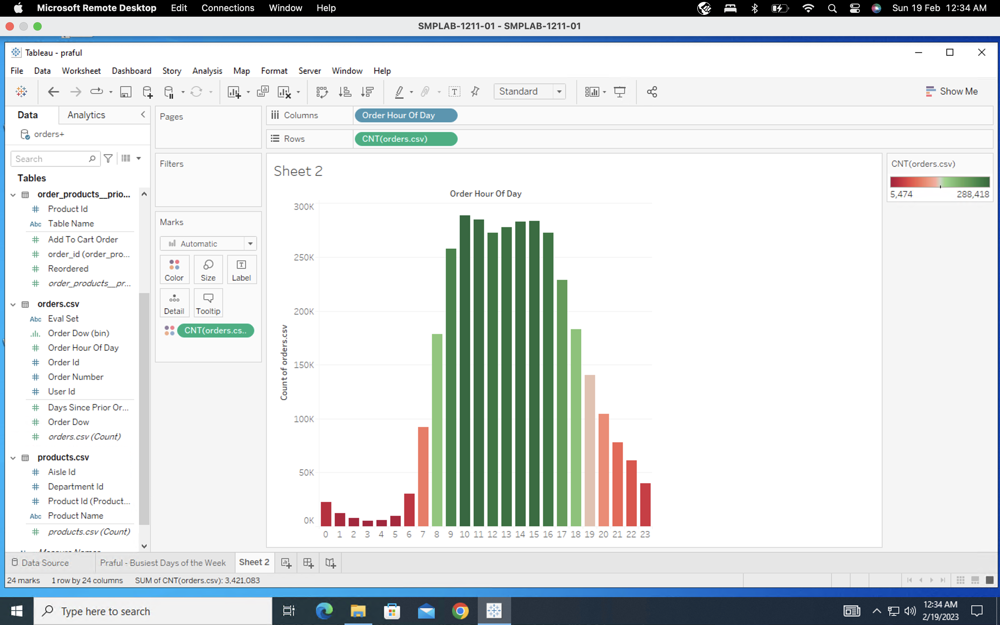 Microsoft Remote Desktop Edit Connections Window Help Sun 19 Feb 12:34 AM
SMPLAB-1211-01 - SMPLAB-1211-01
Tableau - praful
File Data Worksheet Dashboard Story Analysis Map Format Server Window Help
Standard Show Me
Data Analytics
orders+
Search
Tables
order_products__prio...
Product Id
Abc Table Name
Add To Cart Order
order_id (order_pro...
Reordered
order_products__pr...
orders.csv
Abc Eval Set
Order Dow (bin)
Order Hour Of Day
Order Id
Order Number
User Id
Days Since Prior Or...
Order Dow
orders.csv (Count)
products.csv
Aisle Id
Department Id
Product Id (Product...
Abc Product Name
products.csv (Count)
Pages
Filters
Marks
Automatic
Color Size Label
Detail Tooltip
CNT(orders.cs..
Columns Order Hour Of Day
Rows CNT(orders.csv)
Sheet 2
Order Hour Of Day
300K
250K
200K
150K
100K
50K
0K
Count of orders.csv
0 1 2 3 4 5 6 7 8 9 10 11 12 13 14 15 16 17 18 19 20 21 22 23
CNT(orders.csv)
5,474 288,418
Data Source Praful - Busiest Days of the Week Sheet 2
24 marks 1 row by 24 columns SUM of CNT(orders.csv): 3,421,083
Type here to search
12:34 AM
2/19/2023